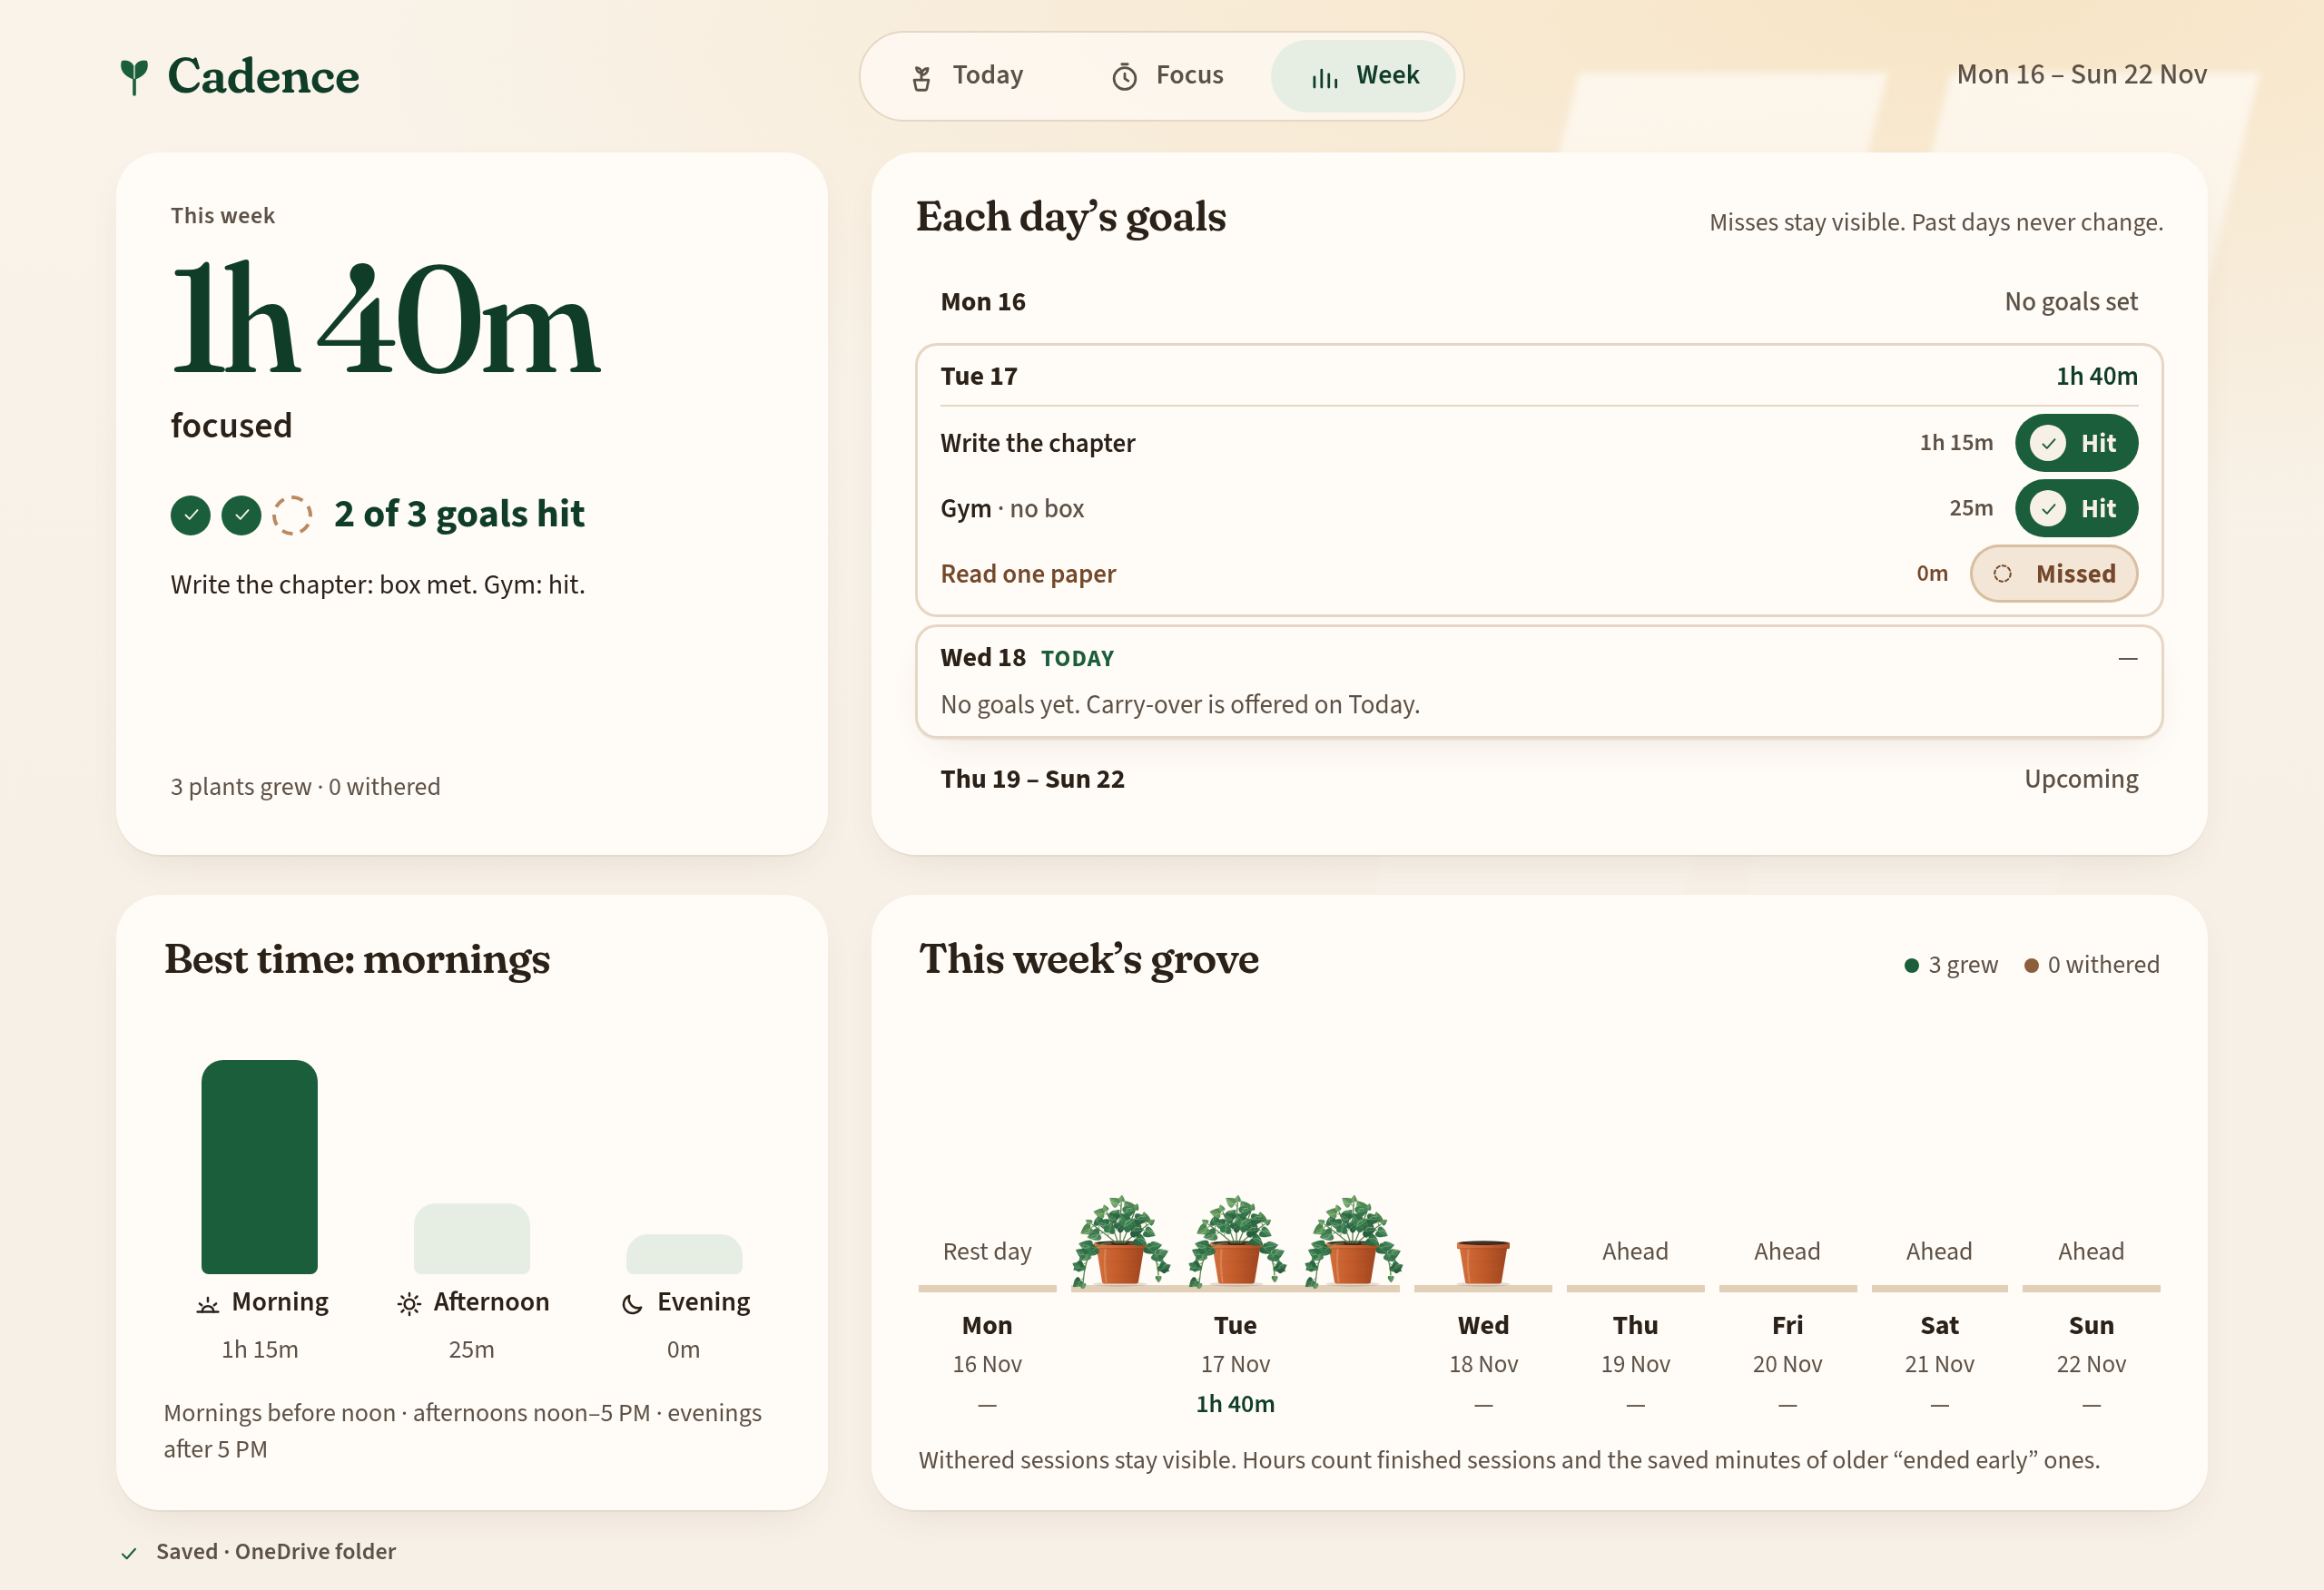 Cadence
Today
Focus
Week
Mon 16 – Sun 22 Nov
This week
1h 40m
focused
2 of 3 goals hit
Write the chapter: box met. Gym: hit.
3 plants grew · 0 withered
Each day’s goals
Misses stay visible. Past days never change.
Mon 16
No goals set
Tue 17
1h 40m
Write the chapter
1h 15m
Hit
Gym · no box
25m
Hit
Read one paper
0m
Missed
Wed 18 TODAY
—
No goals yet. Carry-over is offered on Today.
Thu 19 – Sun 22
Upcoming
Best time: mornings
Morning
Afternoon
Evening
1h 15m
25m
0m
Mornings before noon · afternoons noon–5 PM · evenings
after 5 PM
This week’s grove
3 grew
0 withered
Rest day
Ahead
Ahead
Ahead
Ahead
Mon
Tue
Wed
Thu
Fri
Sat
Sun
16 Nov
17 Nov
18 Nov
19 Nov
20 Nov
21 Nov
22 Nov
—
1h 40m
—
—
—
—
—
Withered sessions stay visible. Hours count finished sessions and the saved minutes of older “ended early” ones.
Saved · OneDrive folder